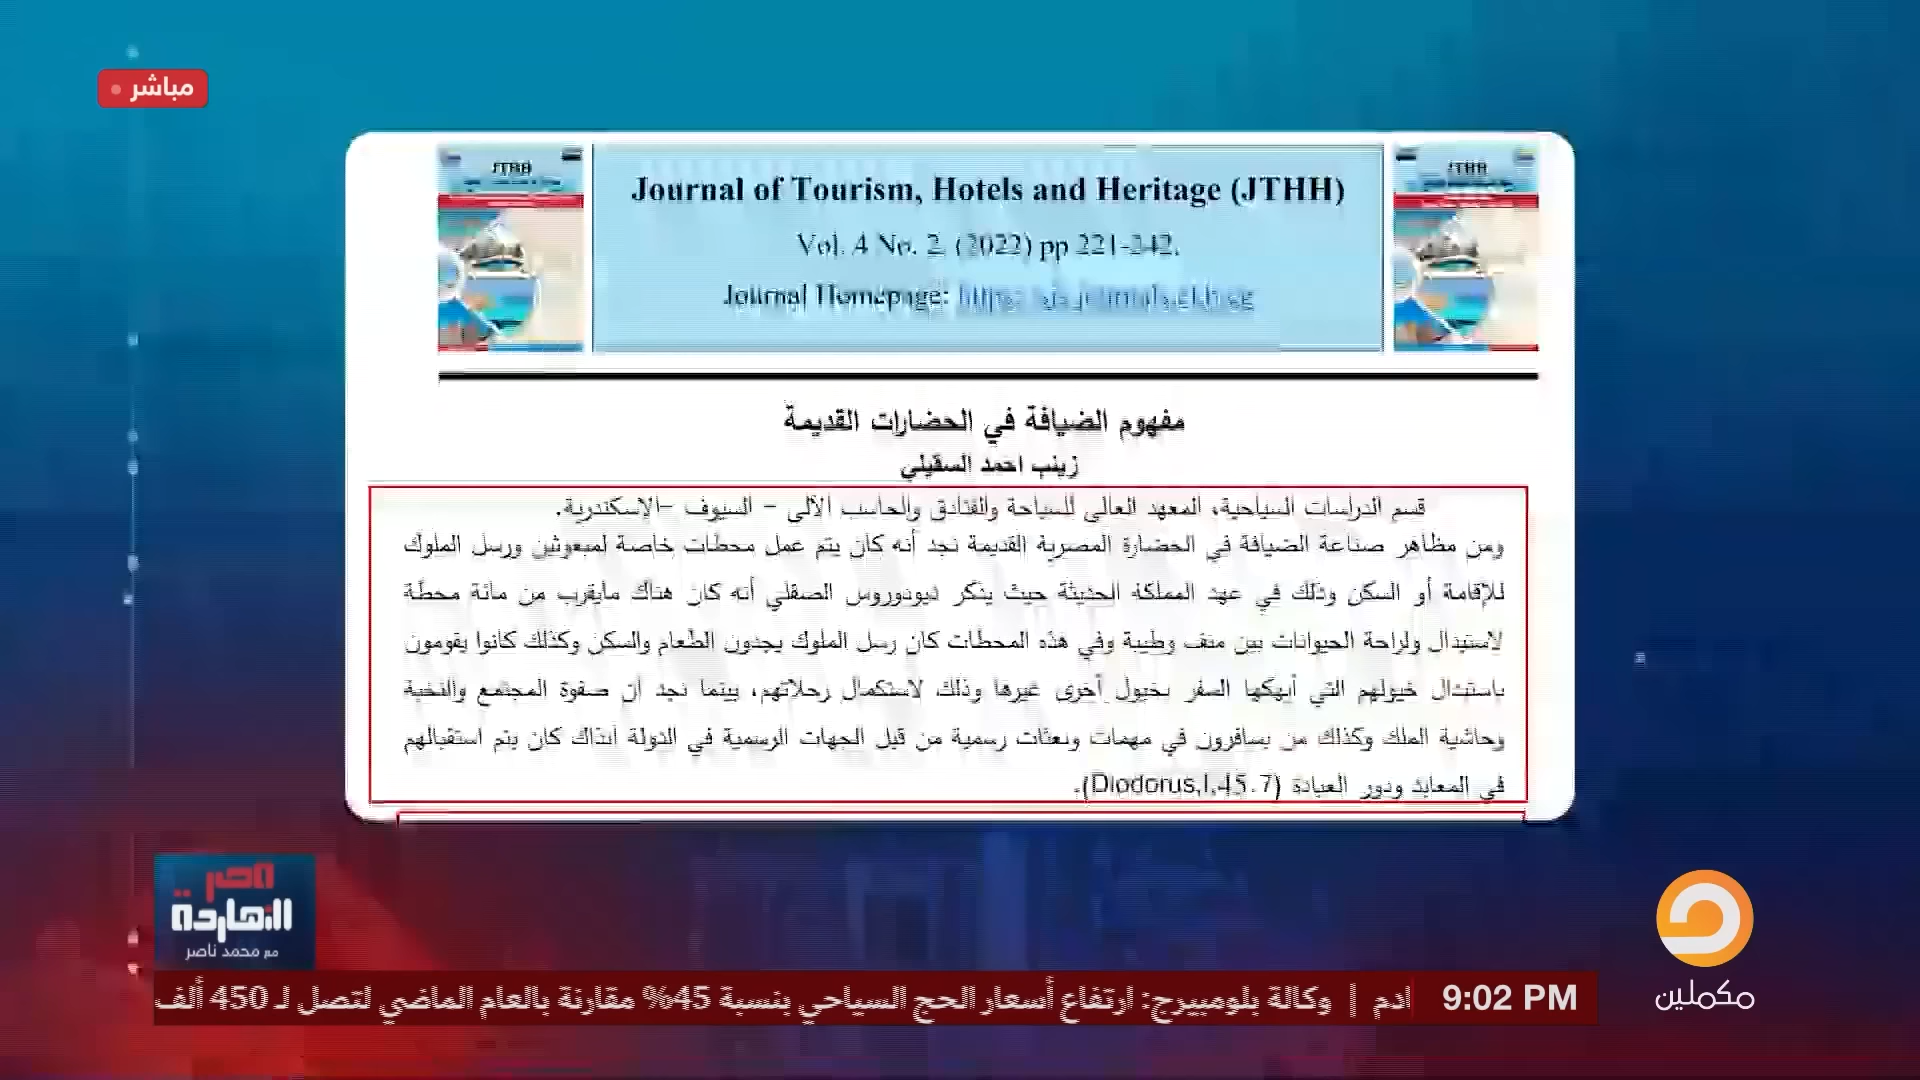 مباشر
JTHH
Journal of Tourism, Hotels and Heritage (JTHH)
JTHH
Vol. 4 No. 2. (2022) pp 221-242.
Journal Homepage:
مفهوم الضيافة في الحضارات القديمة
زينب احمد السقيلي
قسم الدراسات السياحية، المعهد العالى للسياحة والفنادق والحاسب الآلى – السيوف –الإسكندرية.
ومن مظاهر صناعة الضيافة في الحضارة المصرية القديمة نجد أنه كان يتم عمل محطات خاصة لمبعوثين ورسل الملوك
للإقامة أو السكن وذلك في عهد المملكة الحديثة حيث يذكر ديودوروس الصقلي أنه كان هناك مايقرب من مائة محطة
لاستبدال ولراحة الحيوانات بين منف وطيبة وفي هذه المحطات كان رسل الملوك يجدون الطعام والسكن وكذلك كانوا يقومون
باستبدال خيولهم التي أنهكها السفر بخيول أخرى غيرها وذلك لاستكمال رحلاتهم، بينما نجد أن صفوة المجتمع والنخبة
وحاشية الملك وكذلك من يسافرون في مهمات وبعثات رسمية من قبل الجهات الرسمية في الدولة آنذاك كان يتم استقبالهم
في المعابد ودور العبادة (Diodorus,I,45.7).
مصر
النهاردة
مع محمد ناصر
مكملين
9:02 PM
ادم | وكالة بلومبيرج: ارتفاع أسعار الحج السياحي بنسبة 45% مقارنة بالعام الماضي لتصل لـ 450 ألف